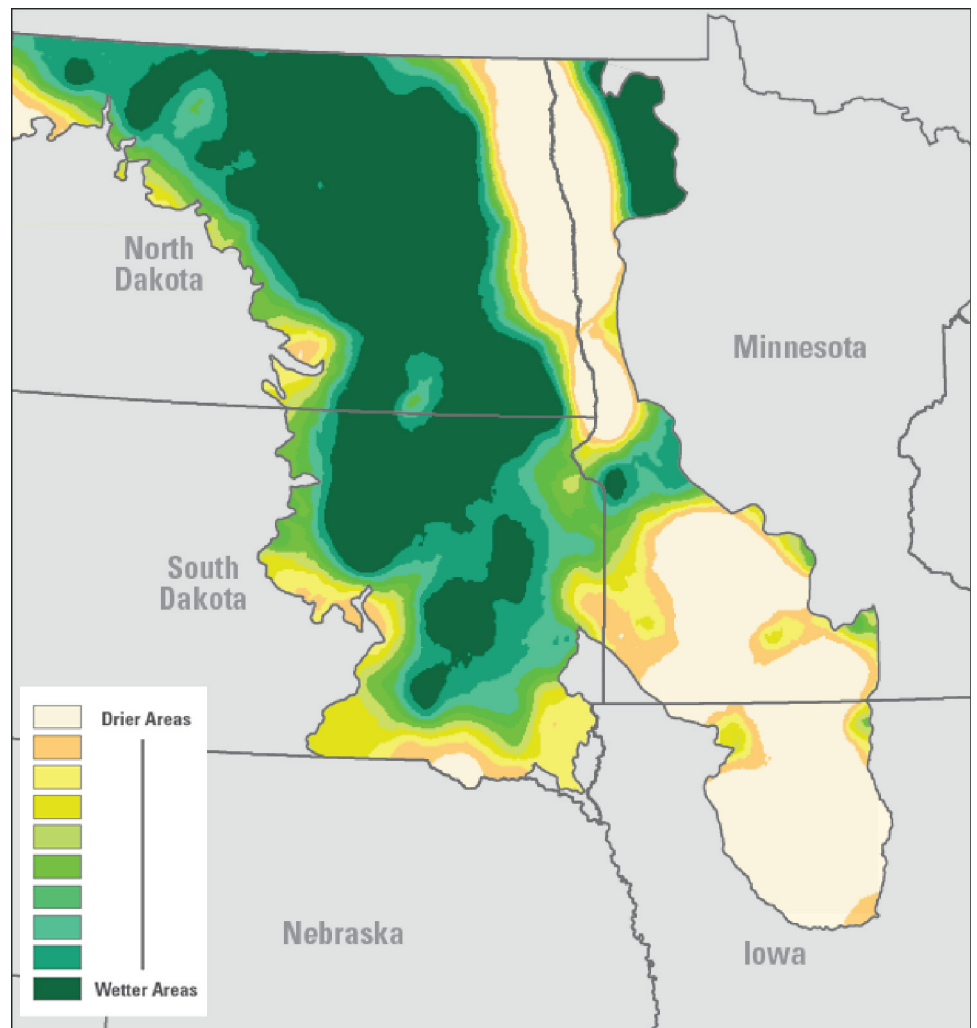 North
Dakota
Minnesota
South
Dakota
Drier Areas
Wetter Areas
Nebraska
Iowa